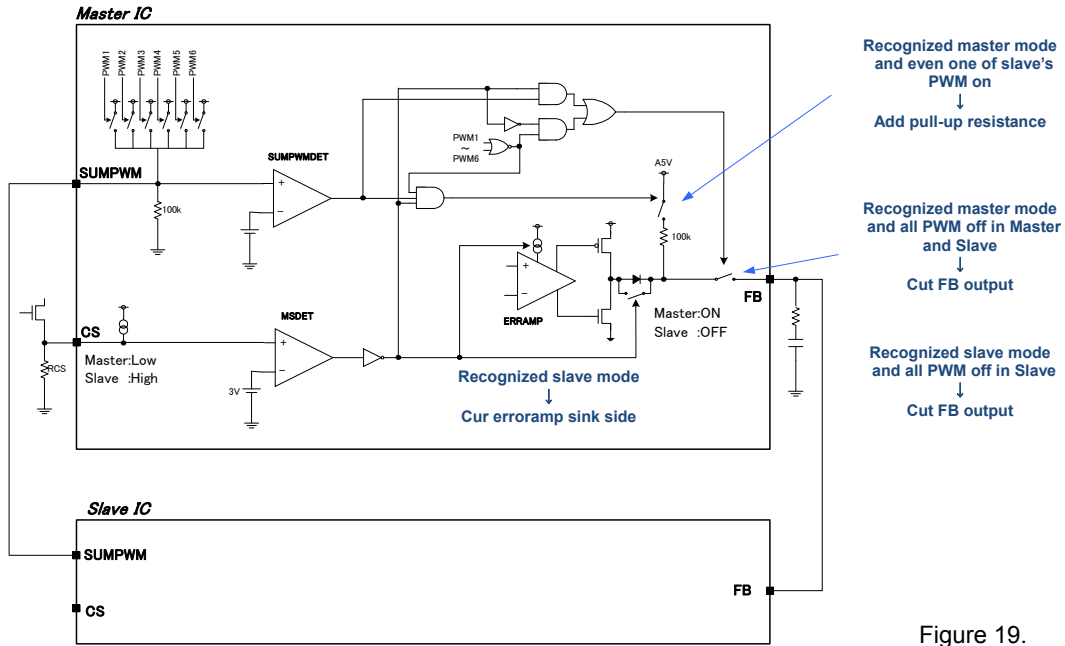 Master IC
PWM1
PWM2
PWM3
PWM4
PWM5
PWM6
SUMPWM
100k
SUMPWMDET
+
−
PWM1
~
PWM6
A5V
100k
+
−
ERRAMP
FB
Master:ON
Slave :OFF
CS
Master:Low
Slave :High
RCS
MSDET
+
−
3V
Recognized slave mode
↓
Cur erroramp sink side
Recognized master mode
and even one of slave's
PWM on
↓
Add pull-up resistance
Recognized master mode
and all PWM off in Master
and Slave
↓
Cut FB output
Recognized slave mode
and all PWM off in Slave
↓
Cut FB output
Slave IC
SUMPWM
CS
FB
Figure 19.